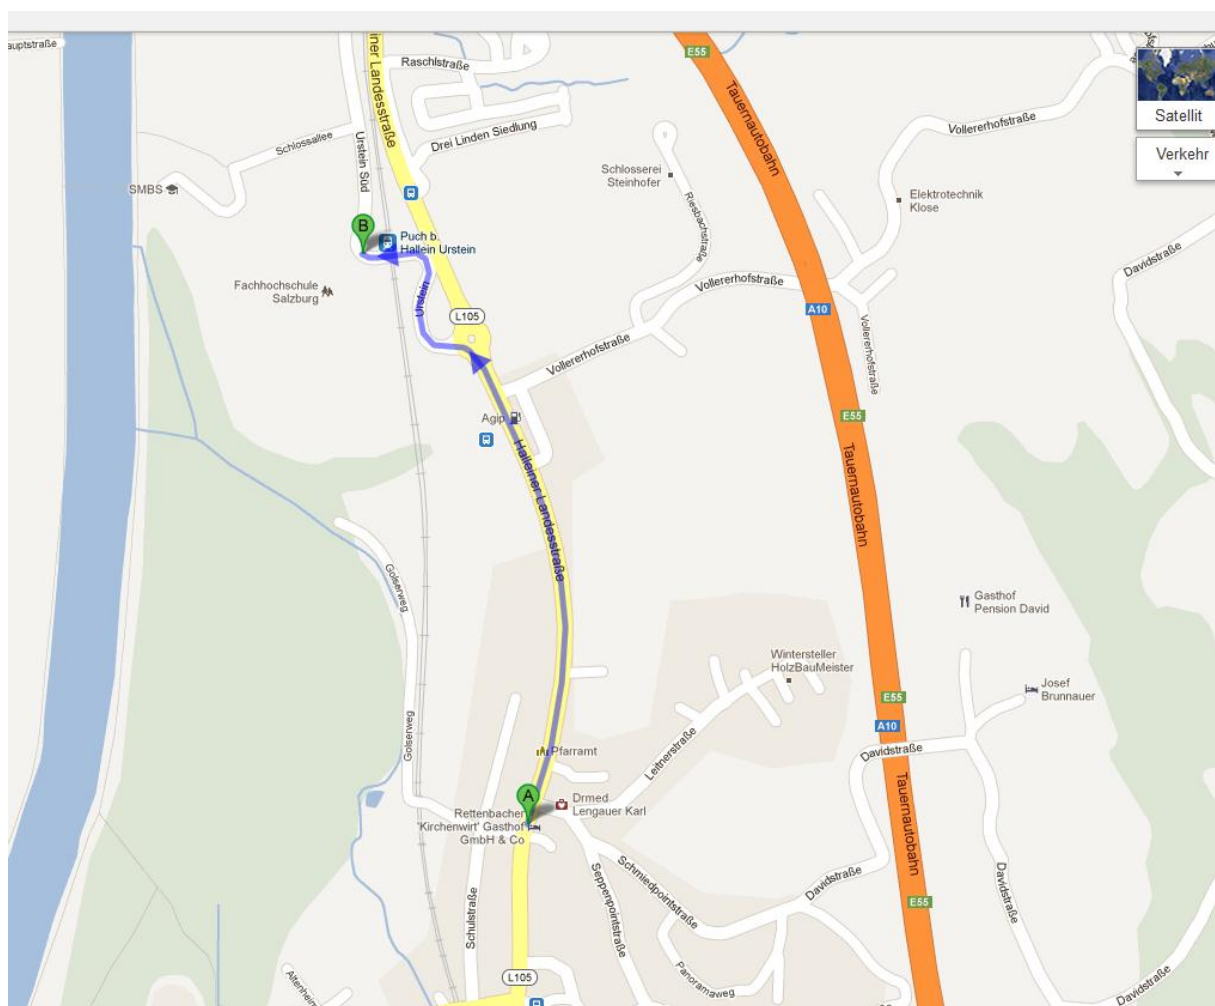 auptstraße
iner Landesstraße
Raschlstraße
E55
Tauernautobahn
Satellit
Verkehr
Vollererhofstraße
Drei Linden Siedlung
Schlossallee
Urstein Süd
SMBS
Schlosserei
Steinhofer
Riesbachstraße
Elektrotechnik
Klose
Davidstraße
B
Puch b.
Hallein Urstein
Fachhochschule
Salzburg
Urstein
L105
Vollererhofstraße
A10
Vollererhofstraße
Vollererhofstraße
Agip
E55
Halleiner Landesstraße
Tauernautobahn
Golserweg
Gasthof
Pension David
Wintersteller
HolzBauMeister
Josef
Brunnauer
E55
A10
Golserweg
Pfarramt
Leitnerstraße
Davidstraße
A
Drmed
Lengauer Karl
Rettenbacher
'Kirchenwirt' Gasthof
GmbH & Co
Tauernautobahn
Schmiedpointstraße
Davidstraße
Davidstraße
Seppenpointstraße
Schulstraße
E55
L105
Panoramaweg
Altenheim
Davidstraße